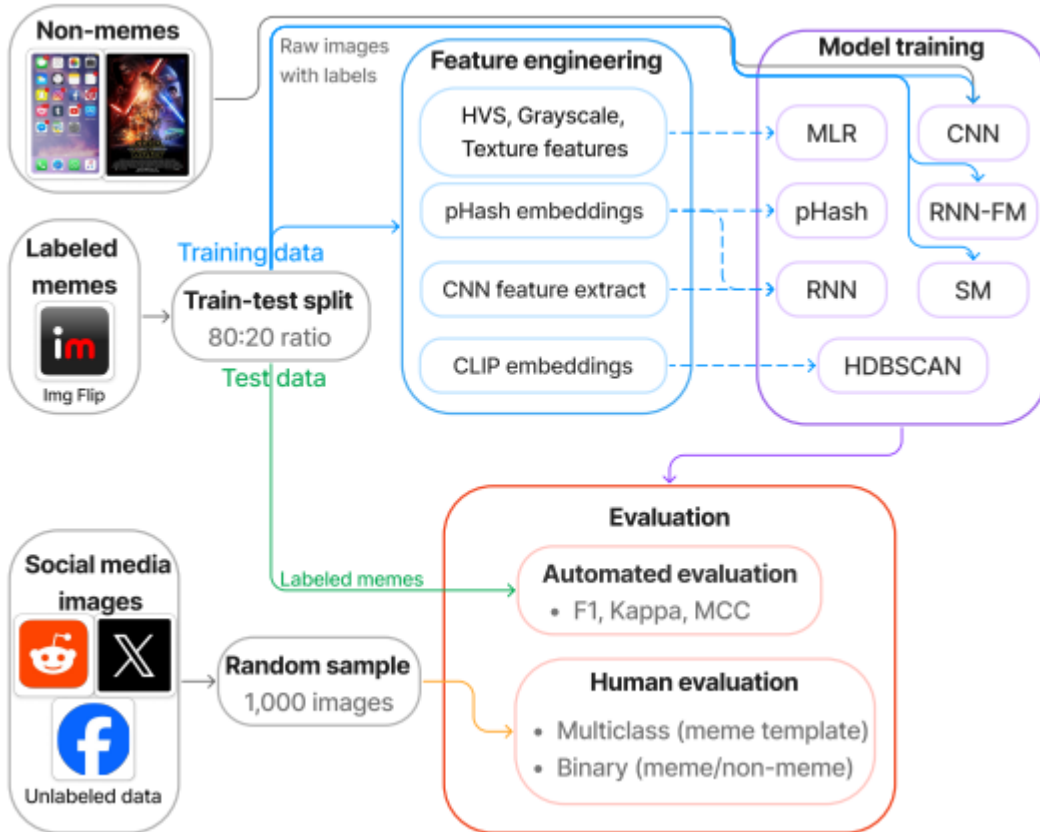 Non-memes
Raw images
with labels
Feature engineering
HVS, Grayscale,
Texture features
pHash embeddings
CNN feature extract
CLIP embeddings
Model training
MLR
CNN
pHash
RNN-FM
RNN
SM
HDBSCAN
Labeled
memes
im
Img Flip
Training data
Train-test split
80:20 ratio
Test data
Labeled memes
Social media
images
Unlabeled data
Random sample
1,000 images
Evaluation
Automated evaluation
• F1, Kappa, MCC
Human evaluation
• Multiclass (meme template)
• Binary (meme/non-meme)